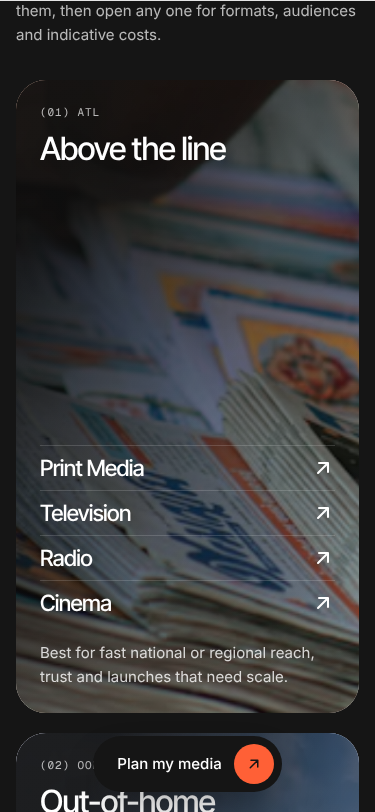 them, then open any one for formats, audiences
and indicative costs.
(01) ATL
Above the line
Print Media
Television
Radio
Cinema
Best for fast national or regional reach,
trust and launches that need scale.
(02)
Plan my media
Out-of-home